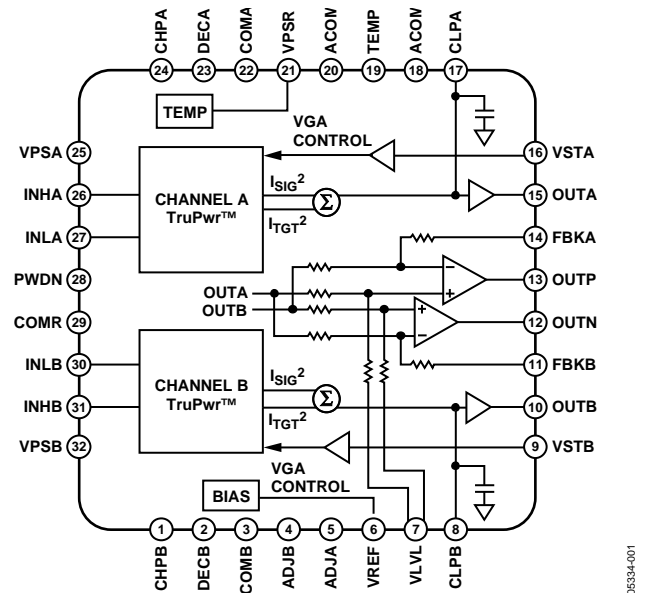 CHPA
DECA
COMA
VPSR
ACOM
TEMP
ACOM
CLPA
24
23
22
21
20
19
18
17
TEMP
VGA
CONTROL
VPSA 25
16 VSTA
INHA 26
CHANNEL A
TruPwr™
ISIG2
Σ
ITGT2
15 OUTA
INLA 27
14 FBKA
PWDN 28
OUTA
OUTB
13 OUTP
COMR 29
12 OUTN
INLB 30
11 FBKB
CHANNEL B
TruPwr™
ISIG2
Σ
ITGT2
INHB 31
10 OUTB
VPSB 32
9 VSTB
VGA
CONTROL
BIAS
1
2
3
4
5
6
7
8
CHPB
DECB
COMB
ADJB
ADJA
VREF
VLVL
CLPB
05334-001